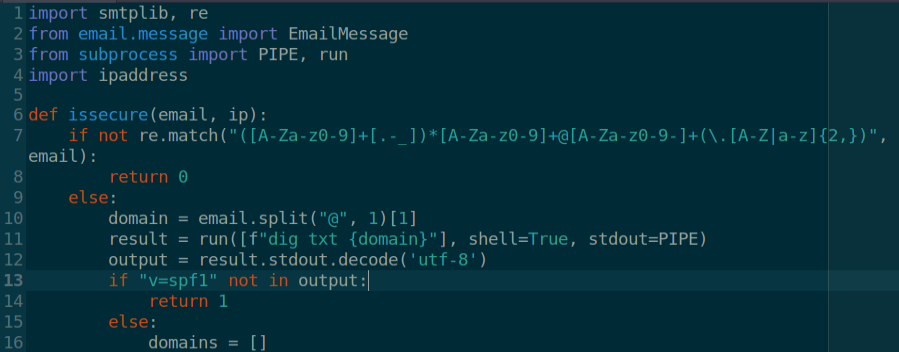 1 import smtplib, re
2 from email.message import EmailMessage
3 from subprocess import PIPE, run
4 import ipaddress
5
6 def issecure(email, ip):
7     if not re.match("([A-Za-z0-9]+[.-_])*[A-Za-z0-9]+@[A-Za-z0-9-]+(\.[A-Z|a-z]{2,})",
email):
8         return 0
9     else:
10         domain = email.split("@", 1)[1]
11         result = run([f"dig txt {domain}"], shell=True, stdout=PIPE)
12         output = result.stdout.decode('utf-8')
13         if "v=spf1" not in output:
14             return 1
15         else:
16             domains = []